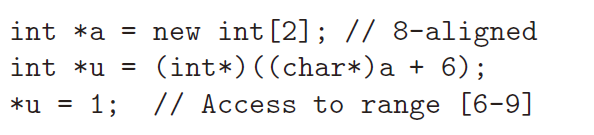 int *a = new int[2]; // 8-aligned
int *u = (int*)((char*)a + 6);
*u = 1;  // Access to range [6-9]